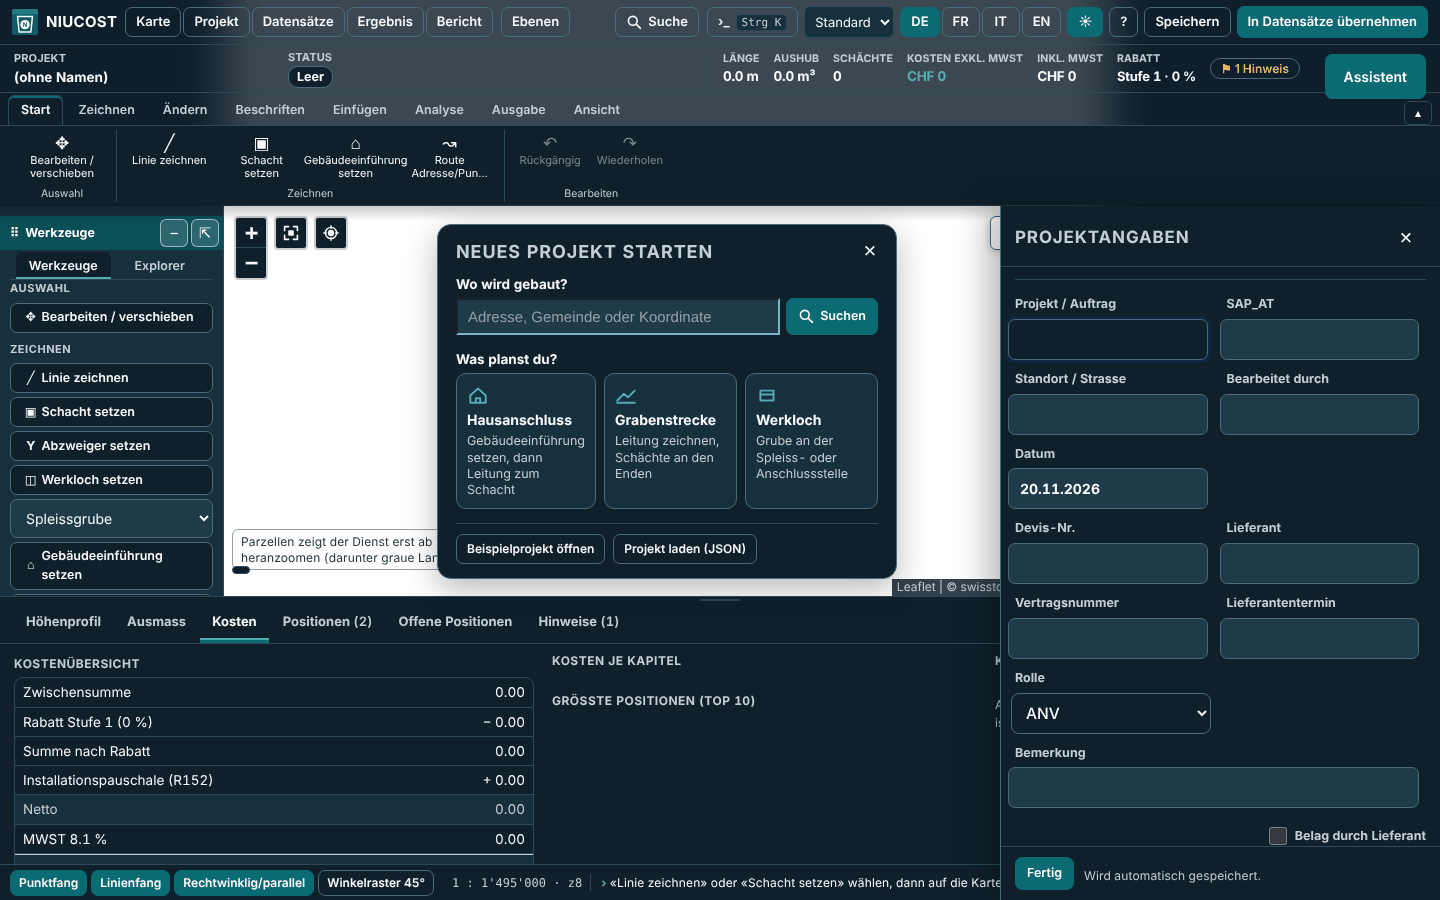 NIUCOST Karte Projekt Datensätze Ergebnis Bericht Ebenen Suche Strg K Standard DE FR IT EN ? Speichern In Datensätze übernehmen
PROJEKT STATUS LÄNGE AUSHUB SCHÄCHTE KOSTEN EXKL. MWST INKL. MWST RABATT
(ohne Namen) Leer 0.0 m 0.0 m³ 0 CHF 0 CHF 0 Stufe 1 · 0 % 1 Hinweis Assistent
Start Zeichnen Ändern Beschriften Einfügen Analyse Ausgabe Ansicht
Bearbeiten / verschieben
Linie zeichnen
Schacht setzen
Gebäudeeinführung setzen
Route Adresse/Pun...
Rückgängig
Wiederholen
Auswahl Zeichnen Bearbeiten
Werkzeuge
Werkzeuge Explorer
AUSWAHL
Bearbeiten / verschieben
ZEICHNEN
Linie zeichnen
Schacht setzen
Abzweiger setzen
Werkloch setzen
Spleissgrube
Gebäudeeinführung
setzen
+
−
Parzellen zeigt der Dienst erst ab
heranzoomen (darunter graue Lan
Leaflet | © swissto
NEUES PROJEKT STARTEN
Wo wird gebaut?
Adresse, Gemeinde oder Koordinate Suchen
Was planst du?
Hausanschluss
Gebäudeeinführung
setzen, dann
Leitung zum
Schacht
Grabenstrecke
Leitung zeichnen,
Schächte an den
Enden
Werkloch
Grube an der
Spleiss- oder
Anschlussstelle
Beispielprojekt öffnen Projekt laden (JSON)
PROJEKTANGABEN
Projekt / Auftrag SAP_AT
Standort / Strasse Bearbeitet durch
Datum
20.11.2026
Devis-Nr. Lieferant
Vertragsnummer Lieferantentermin
Rolle
ANV
Bemerkung
Belag durch Lieferant
Fertig Wird automatisch gespeichert.
Höhenprofil Ausmass Kosten Positionen (2) Offene Positionen Hinweise (1)
KOSTENÜBERSICHT
Zwischensumme 0.00
Rabatt Stufe 1 (0 %) − 0.00
Summe nach Rabatt 0.00
Installationspauschale (R152) + 0.00
Netto 0.00
MWST 8.1 % 0.00
KOSTEN JE KAPITEL
GRÖSSTE POSITIONEN (TOP 10)
Punktfang Linienfang Rechtwinklig/parallel Winkelraster 45° 1 : 1'495'000 · z8 › «Linie zeichnen» oder «Schacht setzen» wählen, dann auf die Karte